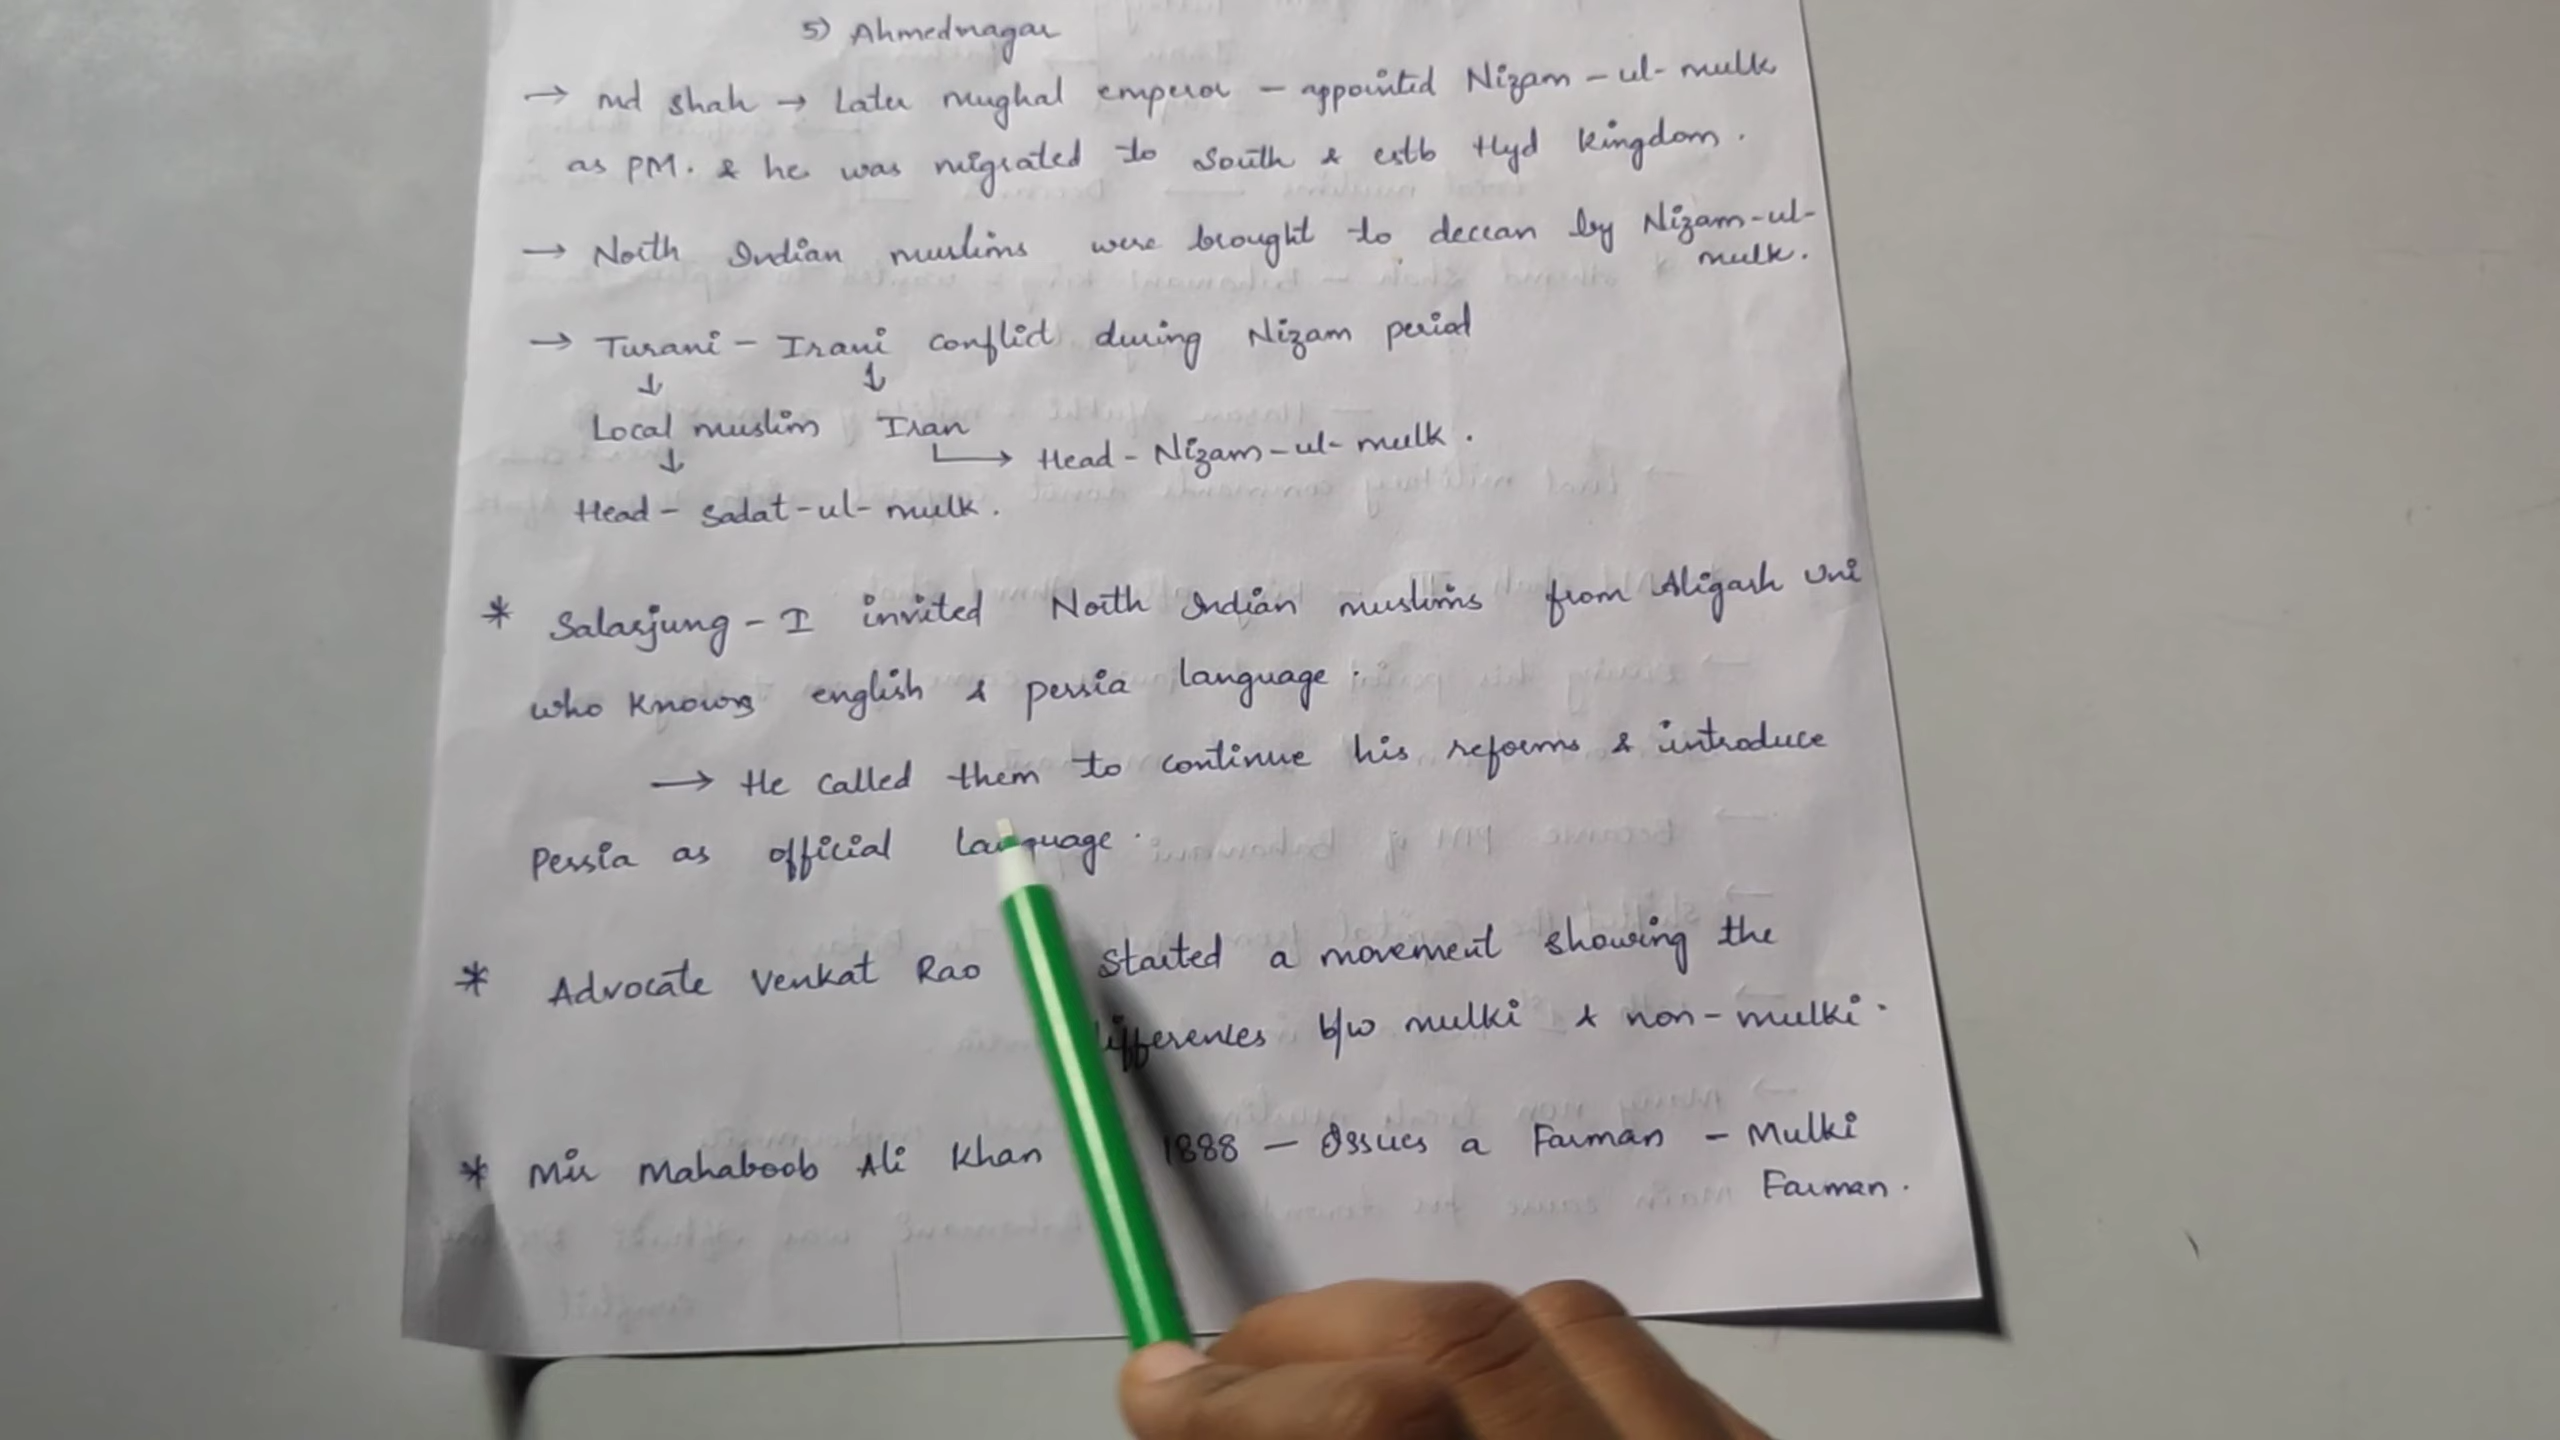 5) Ahmednagar
→ md shah → Later mughal emperor - appointed Nizam-ul-mulk
as PM. & he was migrated to South & estb Hyd Kingdom.
→ North Indian muslims were brought to deccan by Nizam-ul-
mulk.
→ Turani - Irani conflict during Nizam period
↓ ↓
Local muslim Iran
↓ → Head - Nizam-ul-mulk.
Head - Sadat-ul-mulk.
* Salarjung - I invited North Indian muslims from Aligarh Uni
who knows english & persia language.
→ He called them to continue his reforms & introduce
Persia as official language.
* Advocate Venkat Rao started a movement showing the
differences b/w mulki & non-mulki.
* Mir Mahaboob Ali Khan 1888 - Issues a Farman - Mulki
Farman.